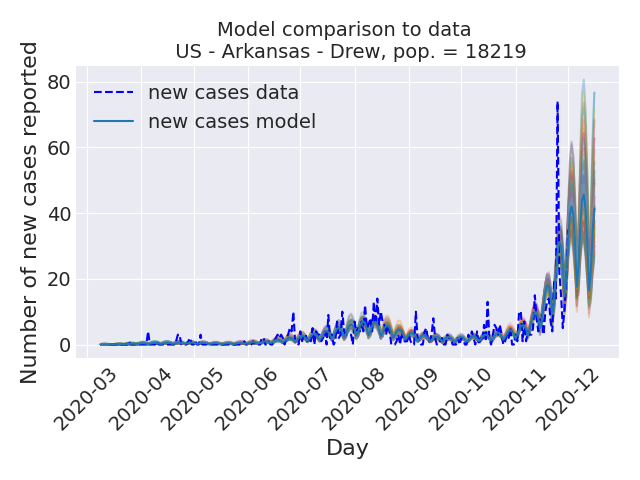 Model comparison to data
US - Arkansas - Drew, pop. = 18219
Number of new cases reported
80
60
40
20
0
new cases data
new cases model
2020-03
2020-04
2020-05
2020-06
2020-07
2020-08
2020-09
2020-10
2020-11
2020-12
Day